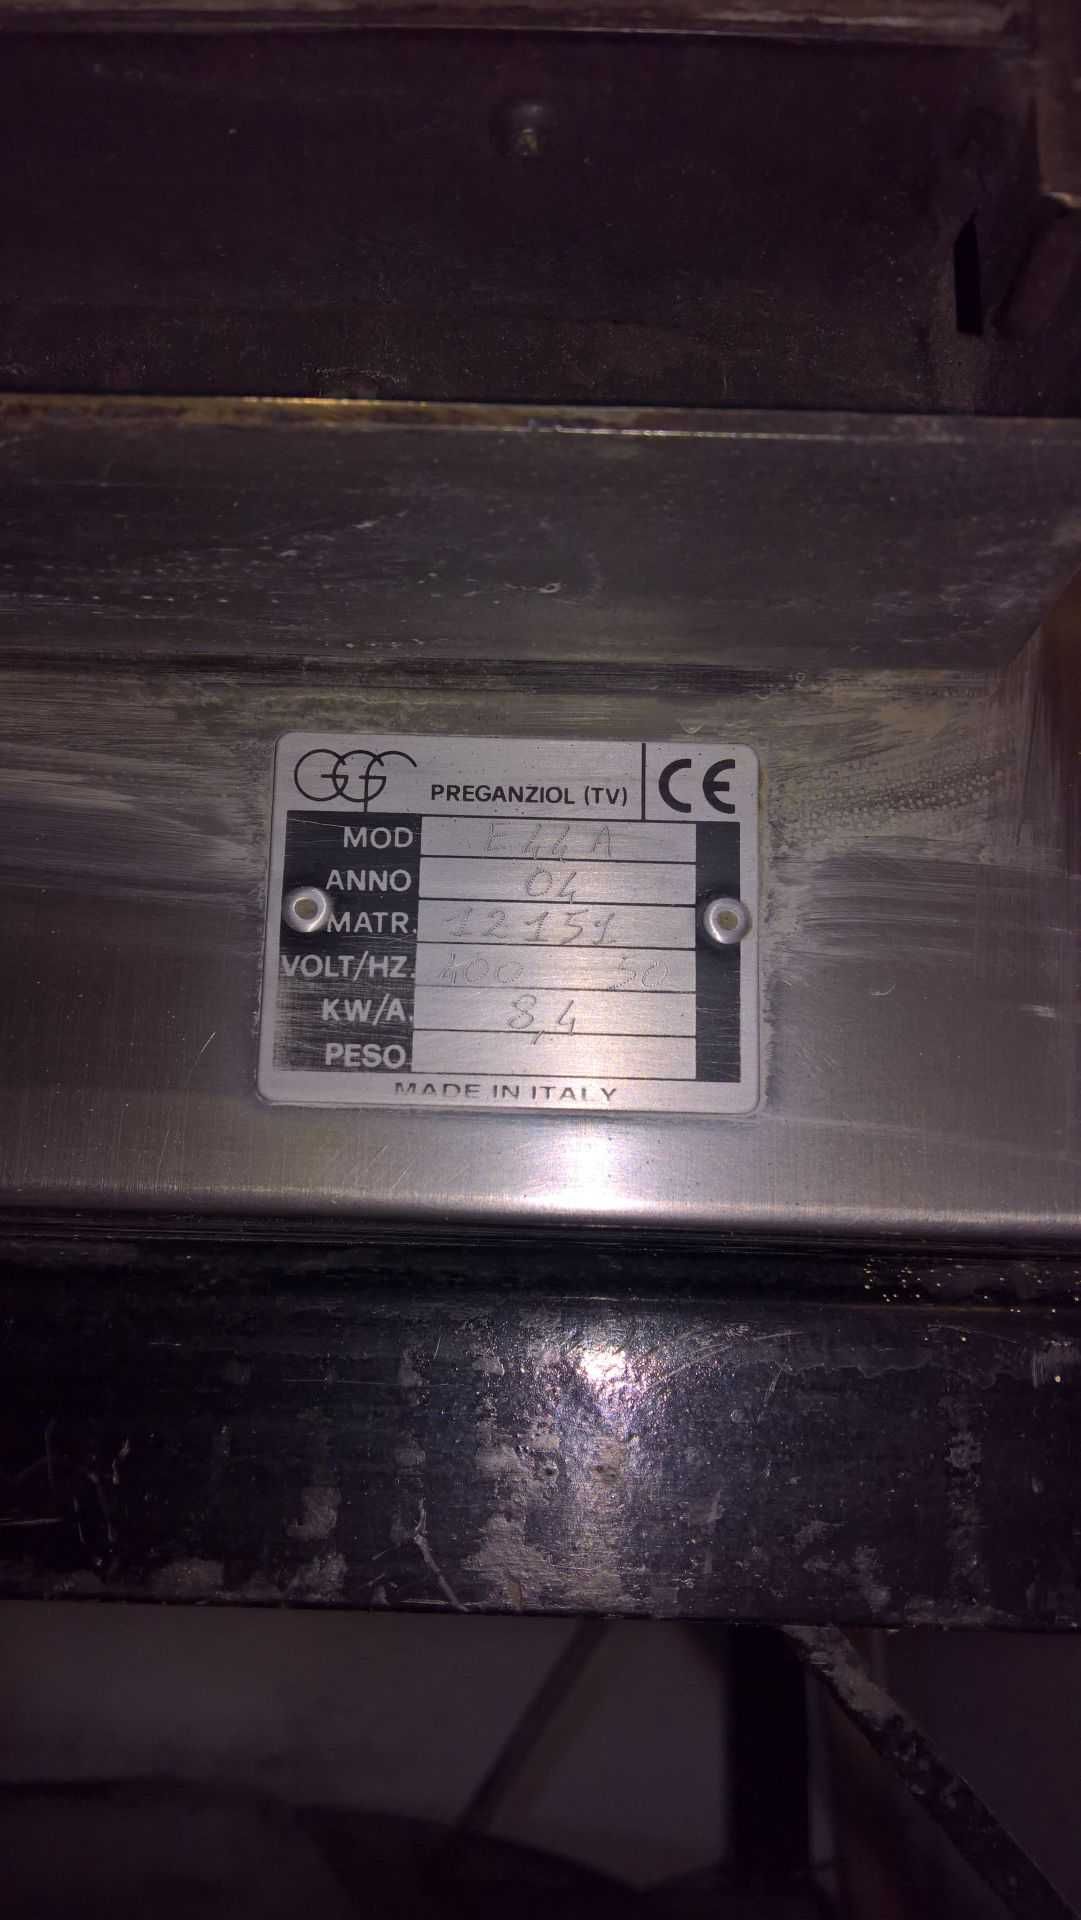 GGF PREGANZIOL (TV) CE
MOD E44A
ANNO 04
MATR. 12151
VOLT/HZ. 400 50
KW/A. 8,4
PESO
MADE IN ITALY